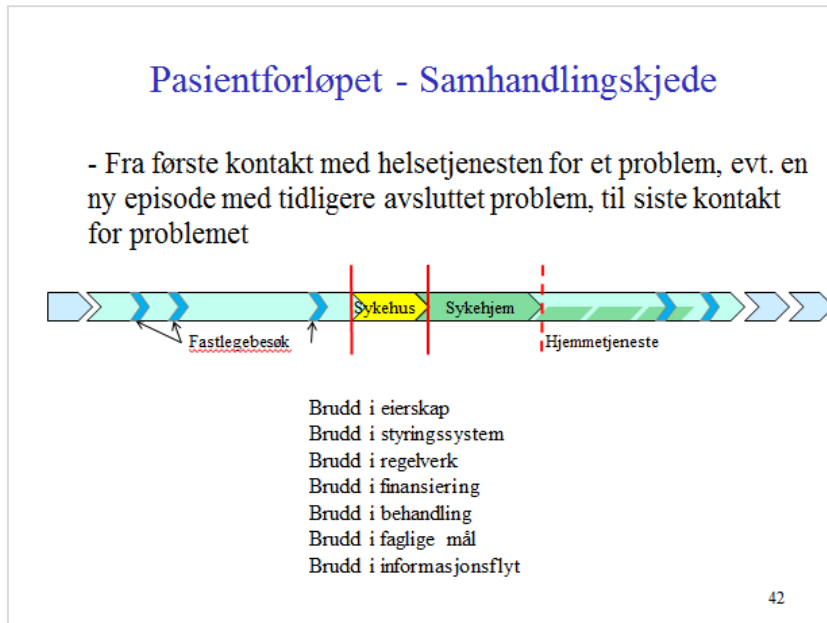 Pasientforløpet - Samhandlingskjede
- Fra første kontakt med helsetjenesten for et problem, evt. en
ny episode med tidligere avsluttet problem, til siste kontakt
for problemet
Sykehus
Sykehjem
Fastlegebesøk
Hjemmetjeneste
Brudd i eierskap
Brudd i styringssystem
Brudd i regelverk
Brudd i finansiering
Brudd i behandling
Brudd i faglige mål
Brudd i informasjonsflyt
42